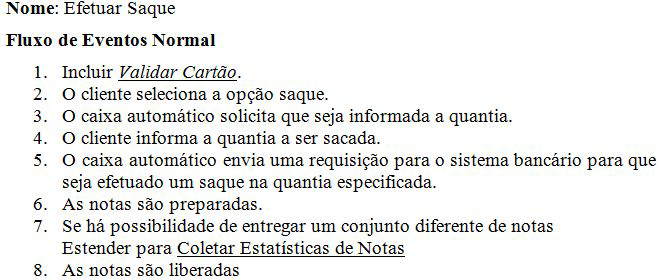 Nome: Efetuar Saque
Fluxo de Eventos Normal
1. Incluir Validar Cartão.
2. O cliente seleciona a opção saque.
3. O caixa automático solicita que seja informada a quantia.
4. O cliente informa a quantia a ser sacada.
5. O caixa automático envia uma requisição para o sistema bancário para que
seja efetuado um saque na quantia especificada.
6. As notas são preparadas.
7. Se há possibilidade de entregar um conjunto diferente de notas
Estender para Coletar Estatísticas de Notas
8. As notas são liberadas